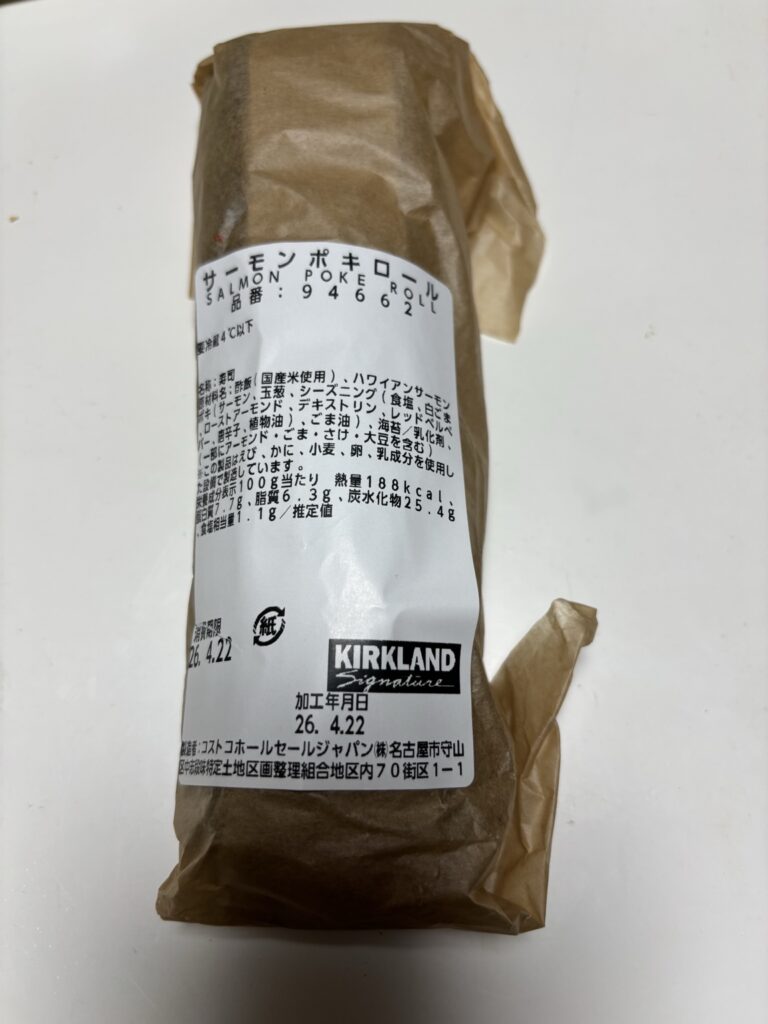 サーモンポキロール
SALMON POKE ROLL
品番:94662
要冷蔵4℃以下
名称:寿司
原材料名:酢飯(国産米使用)、ハワイアンサーモン
ポキ(サーモン、玉葱、シーズニング(食塩、白ごま
、ローストアーモンド、デキストリン、レッドベルペ
パー、唐辛子、植物油)、ごま油)、海苔/乳化剤、
(一部にアーモンド・ごま・さけ・大豆を含む)
この製品はえび、かに、小麦、卵、乳成分を使用し
た設備で製造しています。
栄養成分表示100g当たり 熱量188kcal、
蛋白質7.7g、脂質6.3g、炭水化物25.4g
、食塩相当量1.1g/推定値
消費期限
26. 4.22
紙
KIRKLAND
Signature
加工年月日
26. 4.22
製造者:コストコホールセールジャパン㈱名古屋市守山
区中志段味特定土地区画整理組合地区内70街区1-1